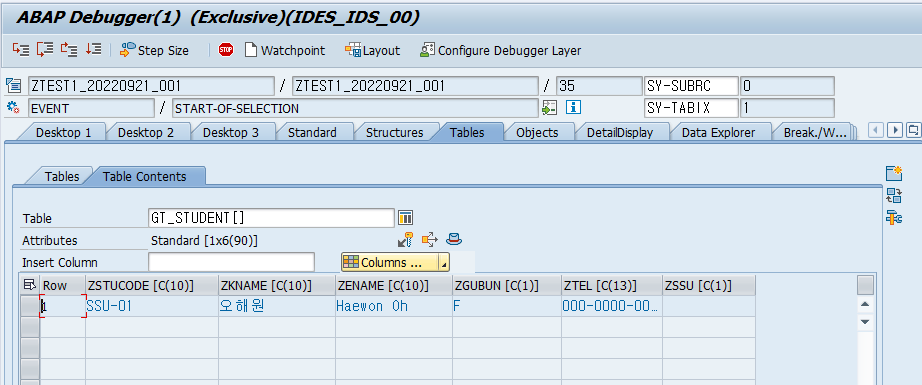 ABAP Debugger(1) (Exclusive)(IDES_IDS_00)
Step Size STOP Watchpoint Layout Configure Debugger Layer
ZTEST1_20220921_001 / ZTEST1_20220921_001 / 35 SY-SUBRC 0
EVENT / START-OF-SELECTION SY-TABIX 1
Desktop 1 Desktop 2 Desktop 3 Standard Structures Tables Objects DetailDisplay Data Explorer Break./W...
Tables Table Contents
Table GT_STUDENT[]
Attributes Standard [1x6(90)]
Insert Column Columns ...
Row ZSTUCODE [C(10)] ZKNAME [C(10)] ZENAME [C(10)] ZGUBUN [C(1)] ZTEL [C(13)] ZSSU [C(1)]
1 SSU-01 오해원 Haewon Oh F 000-0000-00...